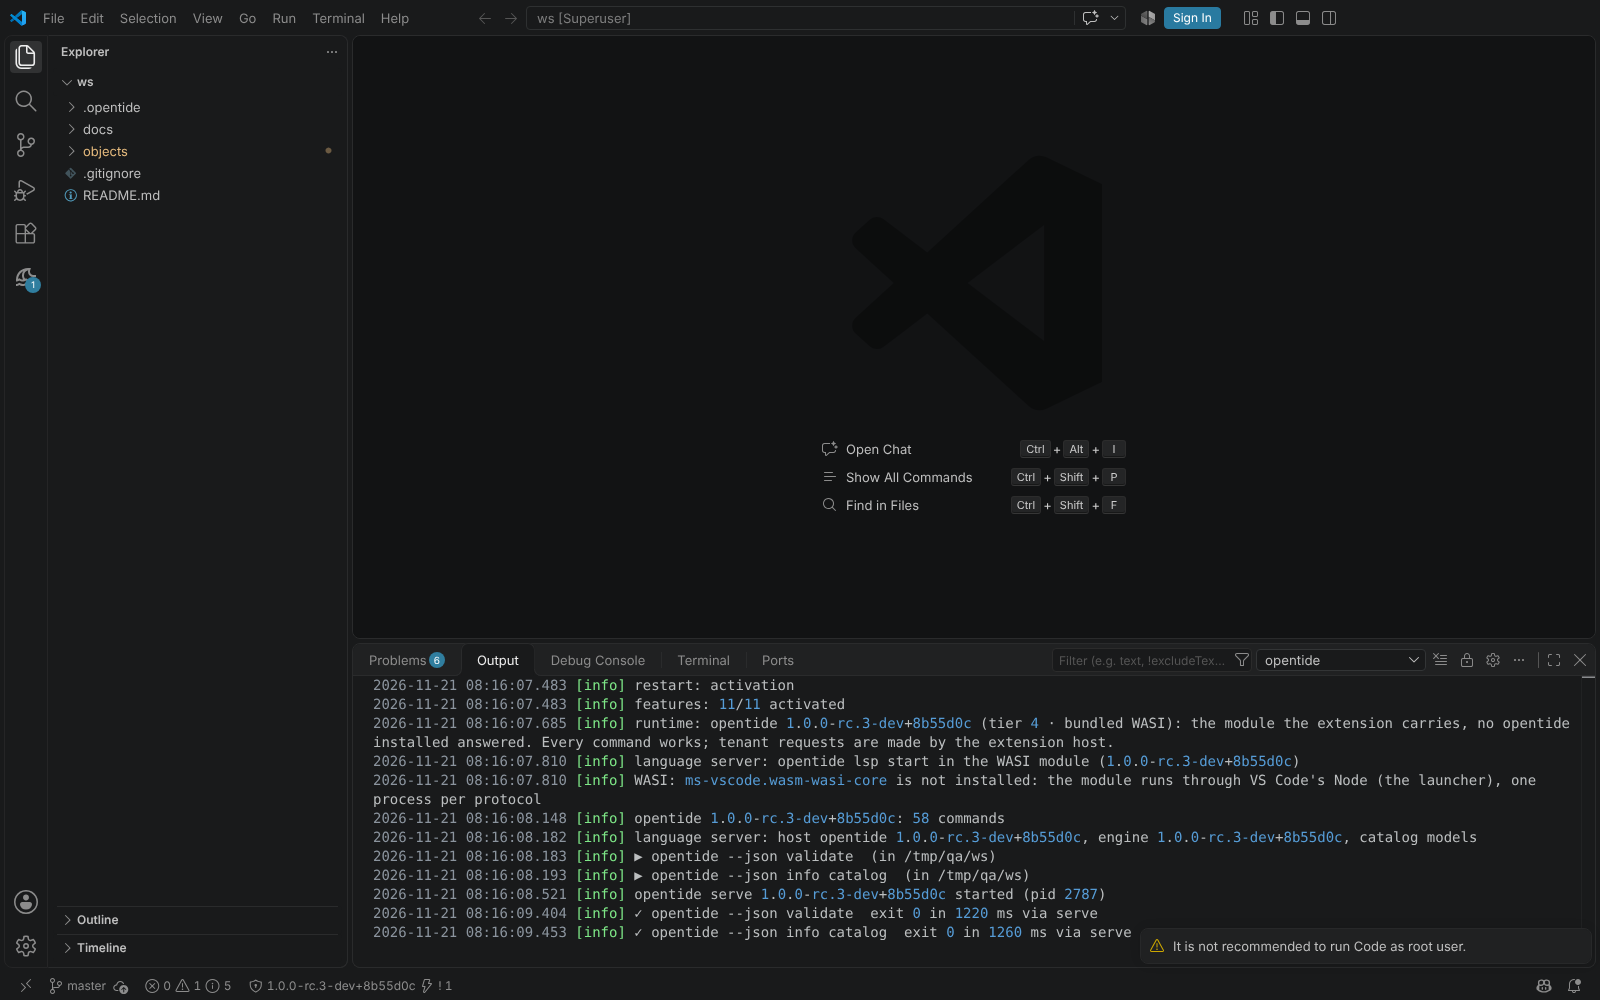 File Edit Selection View Go Run Terminal Help
ws [Superuser]
Sign In
Explorer
ws
.opentide
docs
objects
.gitignore
README.md
1
Outline
Timeline
Open Chat Ctrl + Alt + I
Show All Commands Ctrl + Shift + P
Find in Files Ctrl + Shift + F
Problems 6 Output Debug Console Terminal Ports
Filter (e.g. text, !excludeTex...
opentide
2026-11-21 08:16:07.483 [info] restart: activation
2026-11-21 08:16:07.483 [info] features: 11/11 activated
2026-11-21 08:16:07.685 [info] runtime: opentide 1.0.0-rc.3-dev+8b55d0c (tier 4 · bundled WASI): the module the extension carries, no opentide
installed answered. Every command works; tenant requests are made by the extension host.
2026-11-21 08:16:07.810 [info] language server: opentide lsp start in the WASI module (1.0.0-rc.3-dev+8b55d0c)
2026-11-21 08:16:07.810 [info] WASI: ms-vscode.wasm-wasi-core is not installed: the module runs through VS Code's Node (the launcher), one
process per protocol
2026-11-21 08:16:08.148 [info] opentide 1.0.0-rc.3-dev+8b55d0c: 58 commands
2026-11-21 08:16:08.182 [info] language server: host opentide 1.0.0-rc.3-dev+8b55d0c, engine 1.0.0-rc.3-dev+8b55d0c, catalog models
2026-11-21 08:16:08.183 [info] ▶ opentide --json validate (in /tmp/qa/ws)
2026-11-21 08:16:08.193 [info] ▶ opentide --json info catalog (in /tmp/qa/ws)
2026-11-21 08:16:08.521 [info] opentide serve 1.0.0-rc.3-dev+8b55d0c started (pid 2787)
2026-11-21 08:16:09.404 [info] ✓ opentide --json validate exit 0 in 1220 ms via serve
2026-11-21 08:16:09.453 [info] ✓ opentide --json info catalog exit 0 in 1260 ms via serve
It is not recommended to run Code as root user.
master 0 1 5 1.0.0-rc.3-dev+8b55d0c ! 1